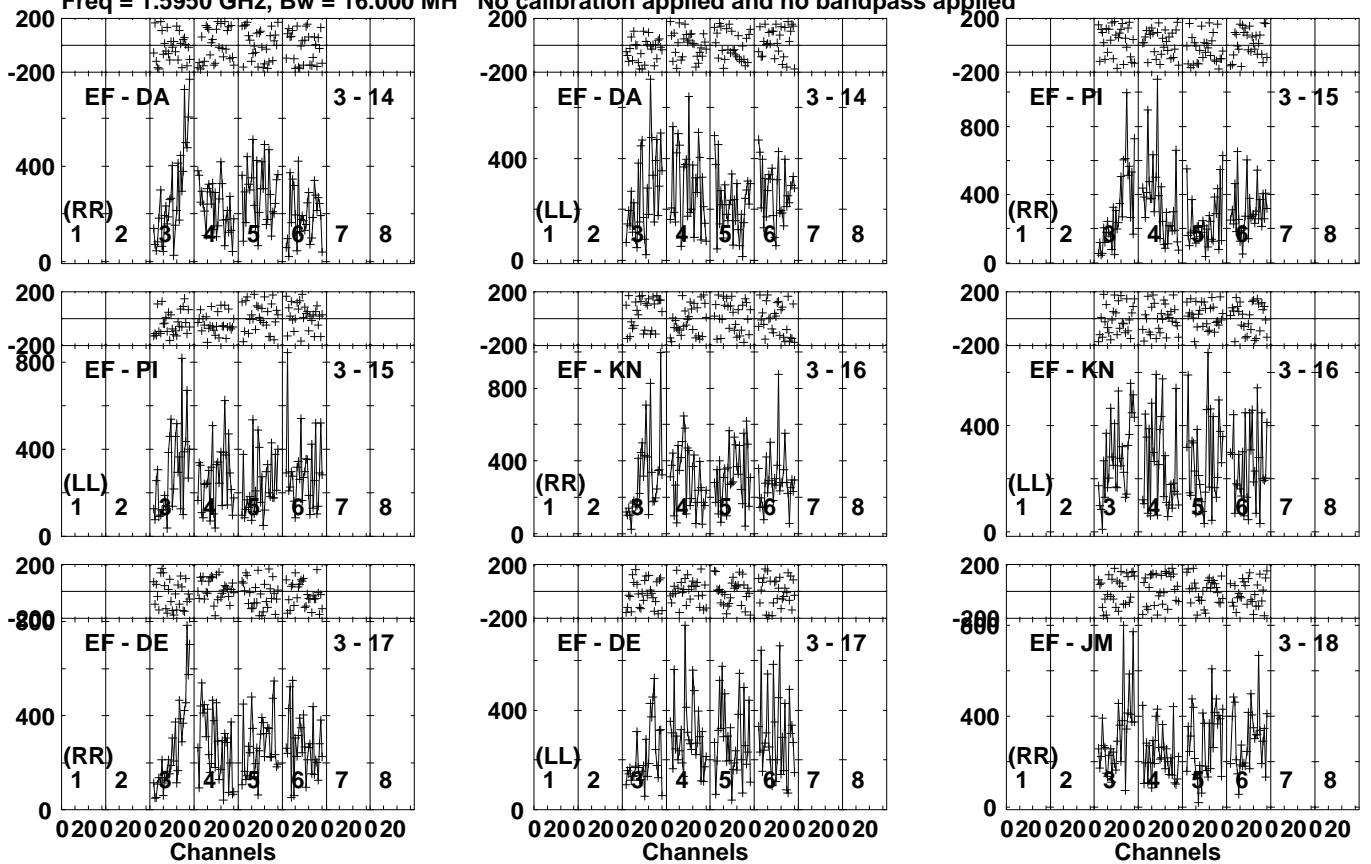 Freq = 1.5950 GHz, Bw = 16.000 MH No calibration applied and no bandpass applied
200
-200
EF - DA 3 - 14
400
(RR)
1 2 3 4 5 6 7 8
0
200
-200
EF - DA 3 - 14
400
(LL)
1 2 3 4 5 6 7 8
0
200
-200
EF - PI 3 - 15
800
400
(RR)
1 2 3 4 5 6 7 8
0
200
-200
800
EF - PI 3 - 15
400
(LL)
1 2 3 4 5 6 7 8
0
200
-200
EF - KN 3 - 16
800
400
(RR)
1 2 3 4 5 6 7 8
0
200
-200
EF - KN 3 - 16
400
(LL)
1 2 3 4 5 6 7 8
0
200
-200
800
EF - DE 3 - 17
400
(RR)
1 2 3 4 5 6 7 8
0
0 20 0 20 0 20 0 20 0 20 0 20 0 20 0 20
Channels
200
-200
EF - DE 3 - 17
400
(LL)
1 2 3 4 5 6 7 8
0
0 20 0 20 0 20 0 20 0 20 0 20 0 20 0 20
Channels
200
-200
800
EF - JM 3 - 18
400
(RR)
1 2 3 4 5 6 7 8
0
0 20 0 20 0 20 0 20 0 20 0 20 0 20 0 20
Channels